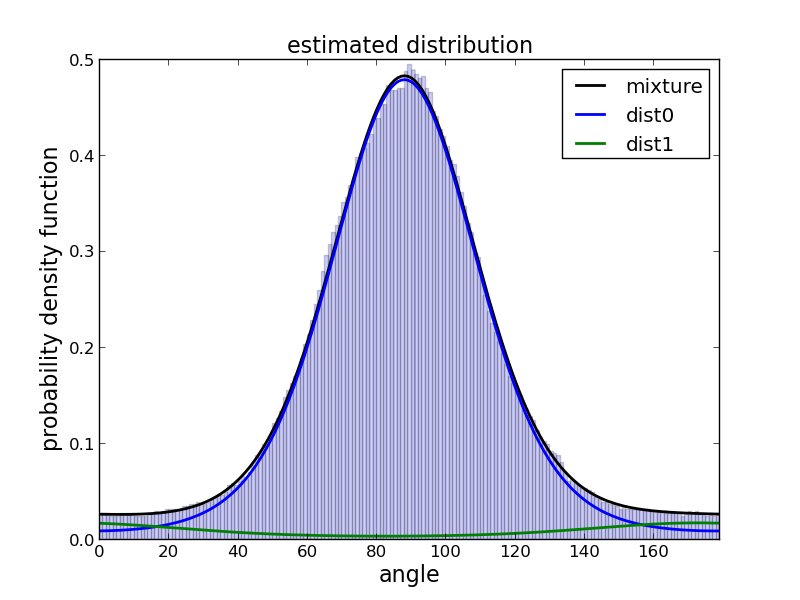 estimated distribution
probability density function
0.5
0.4
0.3
0.2
0.1
0.0
mixture
dist0
dist1
0 20 40 60 80 100 120 140 160
angle